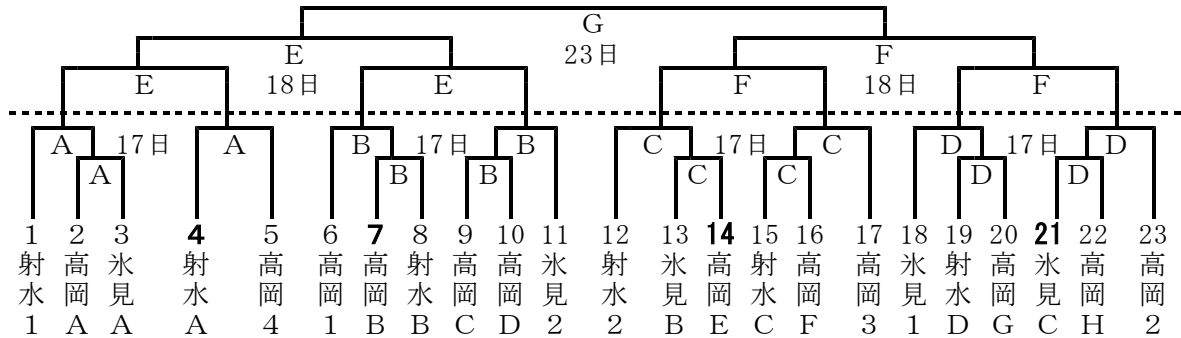 G
E 23日 F
E 18日 E F 18日 F
A 17日 A B 17日 B C 17日 C D 17日 D
A B B C C D D
1 2 3 4 5 6 7 8 9 10 11 12 13 14 15 16 17 18 19 20 21 22 23
射 高 氷 射 高 高 高 射 高 高 氷 射 氷 高 射 高 高 氷 射 高 氷 高 高
水 岡 見 水 岡 岡 岡 水 岡 岡 見 水 見 岡 水 岡 岡 見 水 岡 見 岡 岡
1 A A A 4 1 B B C D 2 2 B E C F 3 1 D G C H 2